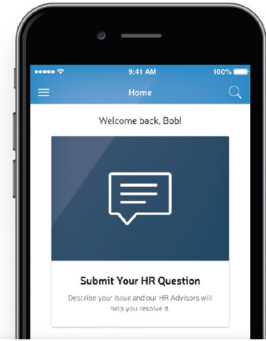 9:41 AM 100%
Home
Welcome back, Bob!
Submit Your HR Question
Describe your issue and our HR Advisors will
help you resolve it.